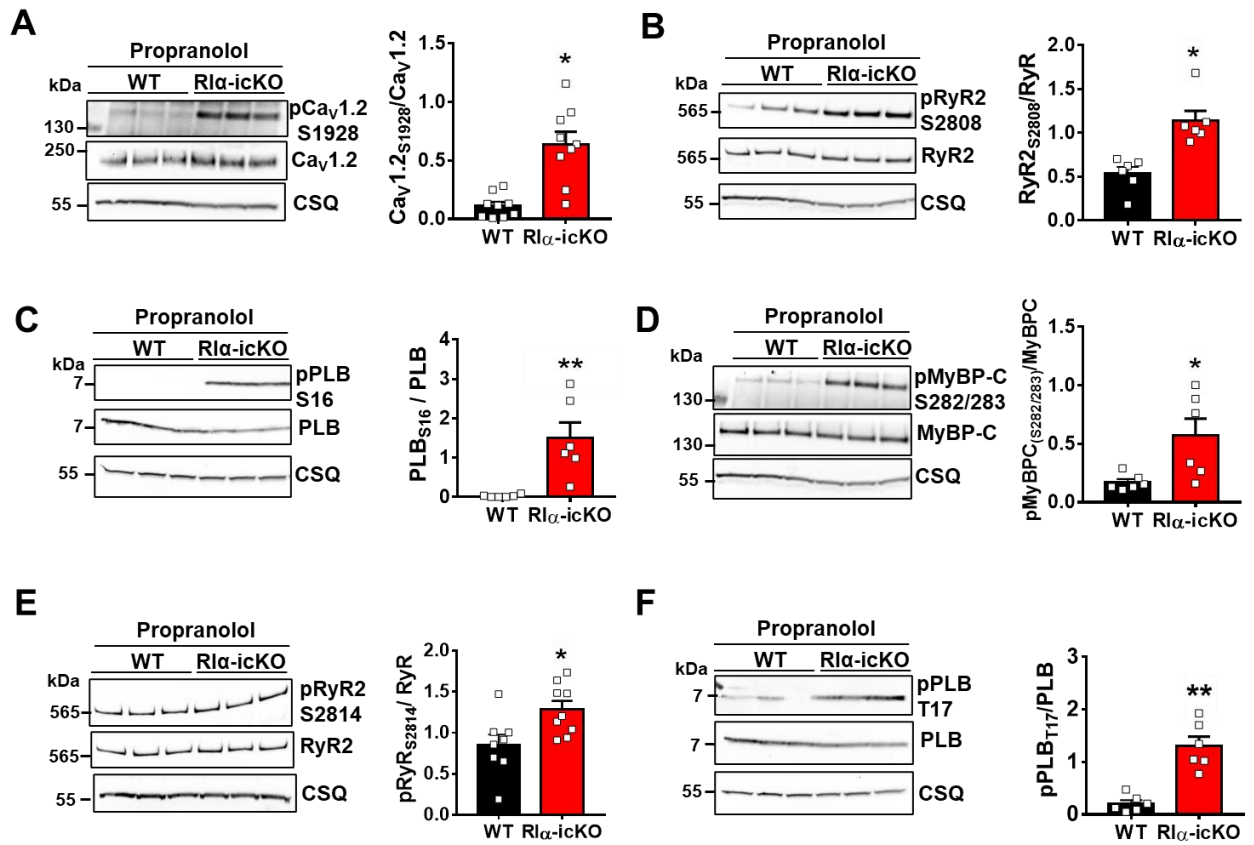 A
Propranolol
WT RIα-icKO
kDa
pCaV1.2
S1928
130
250
CaV1.2
55
CSQ
CaV1.2S1928/CaV1.2
1.5
1.0
0.5
0.0
*
WT RIα-icKO
B
Propranolol
WT RIα-icKO
kDa
565
pRyR2
S2808
565
RyR2
55
CSQ
RyR2S2808/RyR
2.0
1.5
1.0
0.5
0.0
*
WT RIα-icKO
C
Propranolol
WT RIα-icKO
kDa
7
pPLB
S16
7
PLB
55
CSQ
PLBS16 / PLB
4
3
2
1
0
**
WT RIα-icKO
D
Propranolol
WT RIα-icKO
kDa
pMyBP-C
S282/283
130
MyBP-C
130
CSQ
55
pMyBPC(S282/283)/MyBPC
1.5
1.0
0.5
0.0
*
WT RIα-icKO
E
Propranolol
WT RIα-icKO
kDa
pRyR2
S2814
565
565
RyR2
55
CSQ
pRyRS2814/ RyR
2.0
1.5
1.0
0.5
0.0
*
WT RIα-icKO
F
Propranolol
WT RIα-icKO
kDa
7
pPLB
T17
7
PLB
55
CSQ
pPLBT17/PLB
3
2
1
0
**
WT RIα-icKO